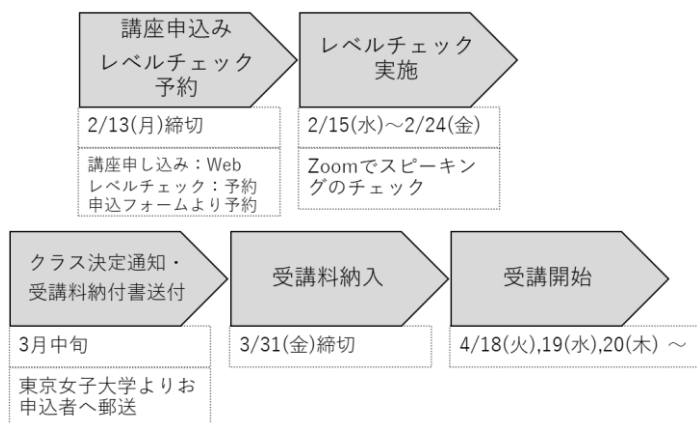 講座申込み
レベルチェック
予約
2/13(月)締切
講座申し込み：Web
レベルチェック：予約
申込フォームより予約
レベルチェック
実施
2/15(水)～2/24(金)
Zoomでスピーキン
グのチェック
クラス決定通知・
受講料納付書送付
3月中旬
東京女子大学よりお
申込者へ郵送
受講料納入
3/31(金)締切
受講開始
4/18(火),19(水),20(木) ～